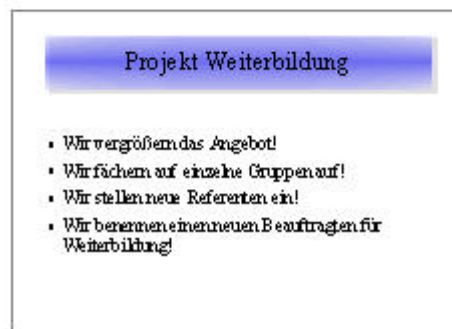 Projekt Weiterbildung
▪ Wir vergrößern das Angebot!
▪ Wir fächern auf einzelne Gruppen auf!
▪ Wir stellen neue Referenten ein!
▪ Wir benennen einen neuen Beauftragten für
Weiterbildung!